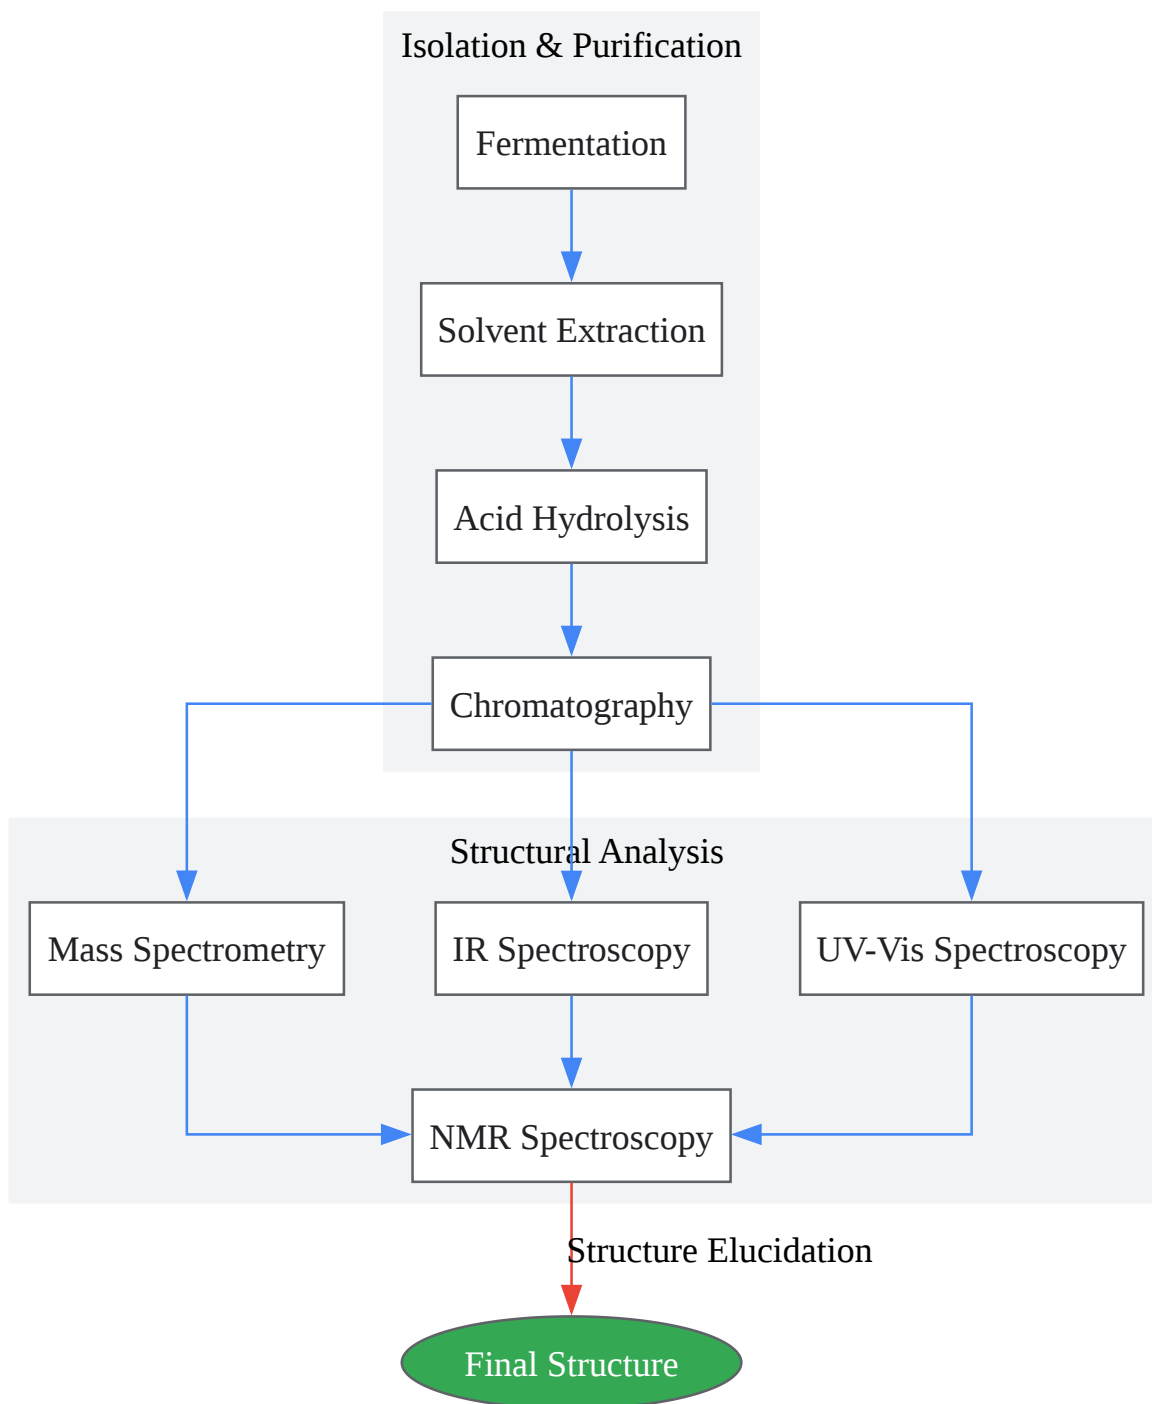 Isolation & Purification
Fermentation
Solvent Extraction
Acid Hydrolysis
Chromatography
Structural Analysis
Mass Spectrometry
IR Spectroscopy
UV-Vis Spectroscopy
NMR Spectroscopy
Structure Elucidation
Final Structure